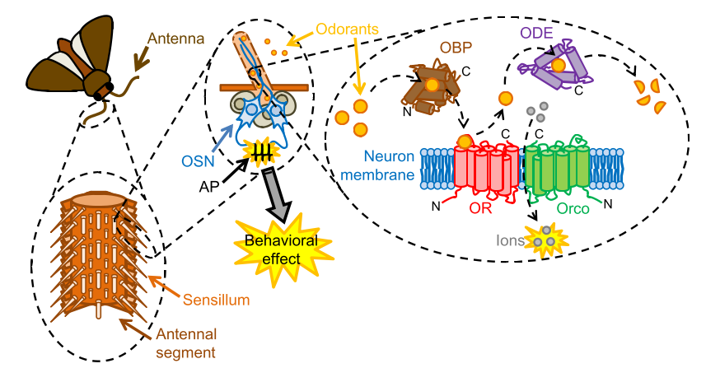 Antenna
Odorants
OBP
ODE
C
C
N
OSN
AP
Neuron
membrane
C
C
N
OR
Orco
N
Ions
Behavioral
effect
Sensillum
Antennal
segment